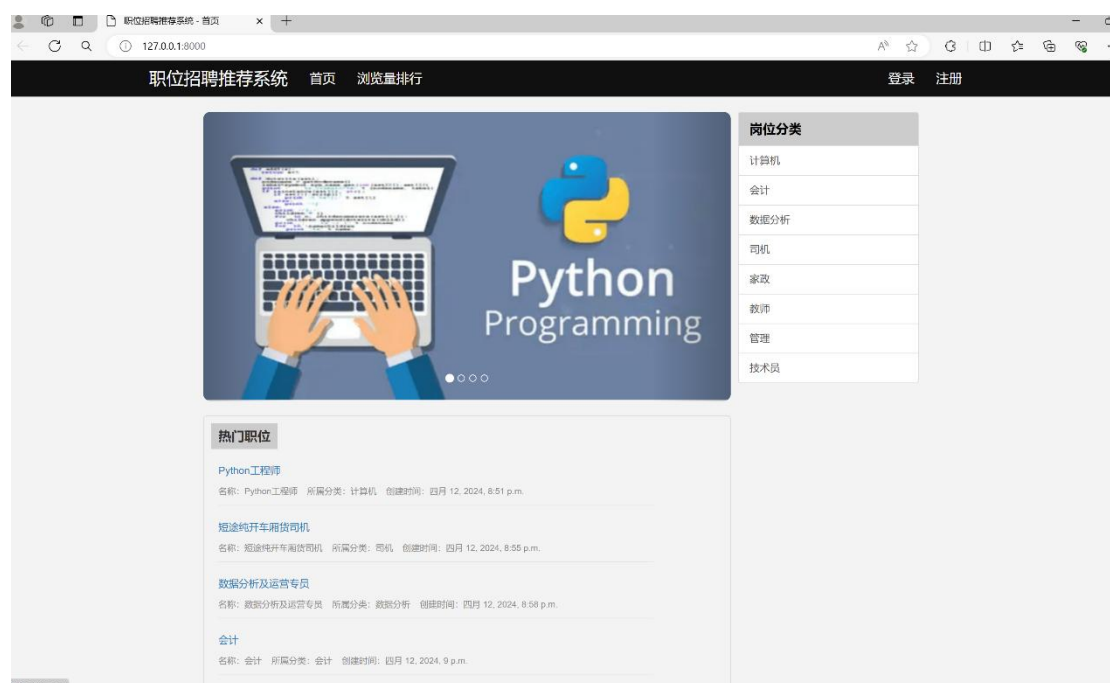 职位招聘推荐系统 - 首页
127.0.0.1:8000
职位招聘推荐系统 首页 浏览量排行 登录 注册
Python
Programming
岗位分类
计算机
会计
数据分析
司机
家政
教师
管理
技术员
热门职位
Python工程师
名称: Python工程师 所属分类: 计算机 创建时间: 四月 12, 2024, 8:51 p.m.
短途纯开车厢货司机
名称: 短途纯开车厢货司机 所属分类: 司机 创建时间: 四月 12, 2024, 8:55 p.m.
数据分析及运营专员
名称: 数据分析及运营专员 所属分类: 数据分析 创建时间: 四月 12, 2024, 8:58 p.m.
会计
名称: 会计 所属分类: 会计 创建时间: 四月 12, 2024, 9 p.m.